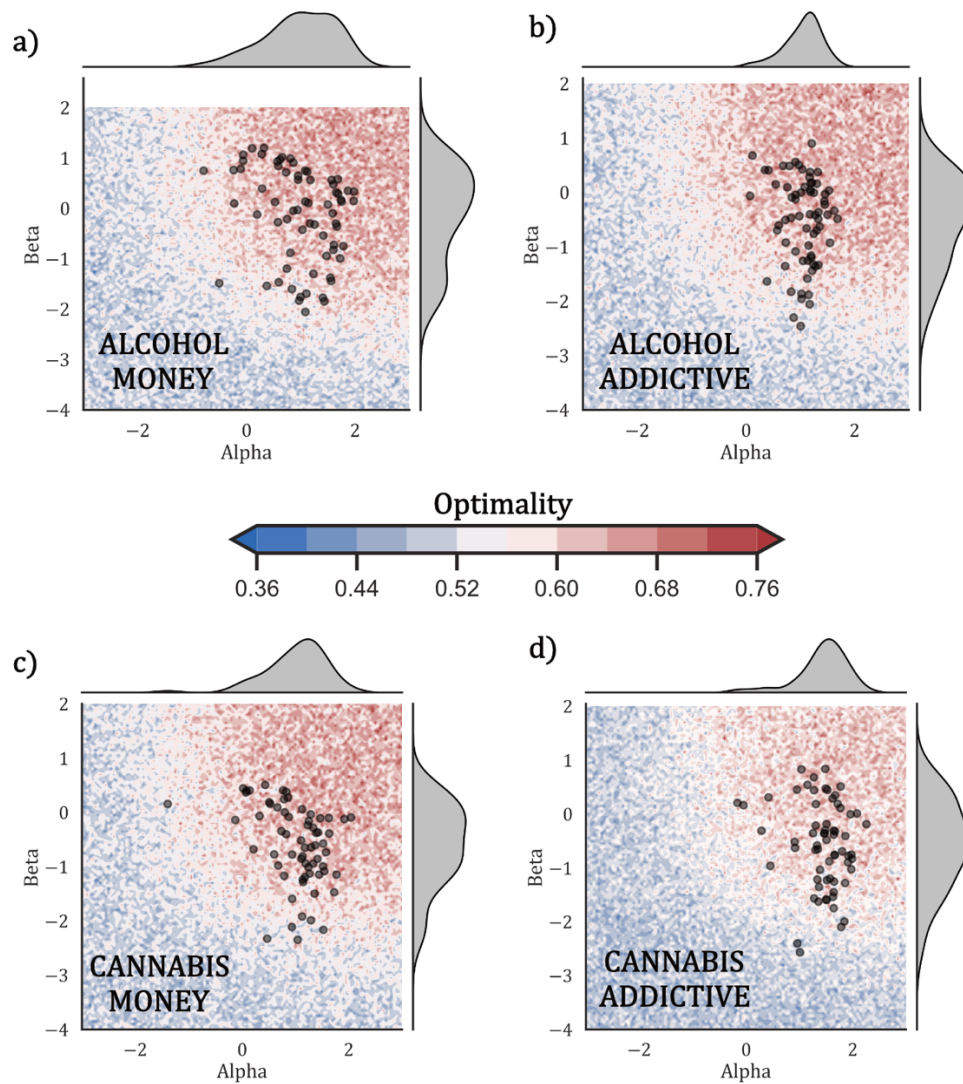 a)
b)
2
1
0
−1
−2
−3
−4
Beta
ALCOHOL
MONEY
−2
0
2
Alpha
2
1
0
−1
−2
−3
−4
Beta
ALCOHOL
ADDICTIVE
−2
0
2
Alpha
Optimality
0.36 0.44 0.52 0.60 0.68 0.76
c)
d)
2
1
0
−1
−2
−3
−4
Beta
CANNABIS
MONEY
−2
0
2
Alpha
2
1
0
−1
−2
−3
−4
Beta
CANNABIS
ADDICTIVE
−2
0
2
Alpha